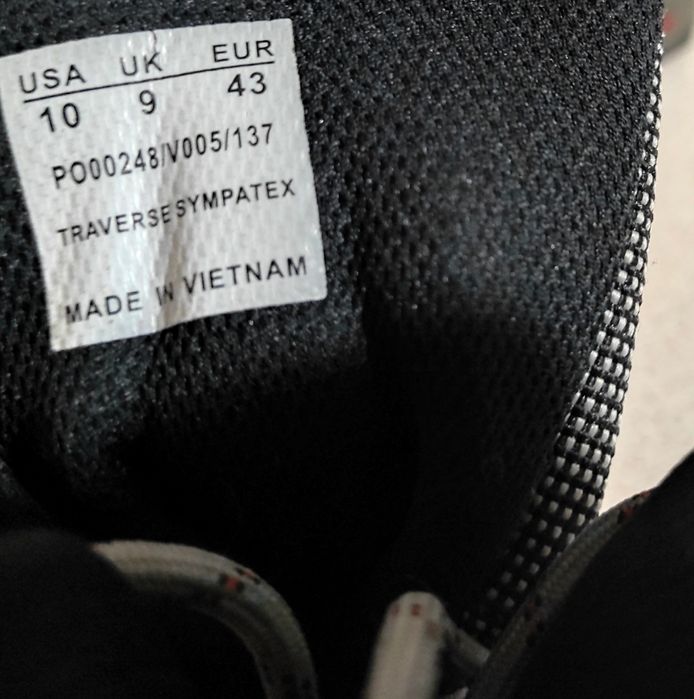 USA UK EUR
10 9 43
PO00248/V005/137
TRAVERSE SYMPATEX
MADE IN VIETNAM